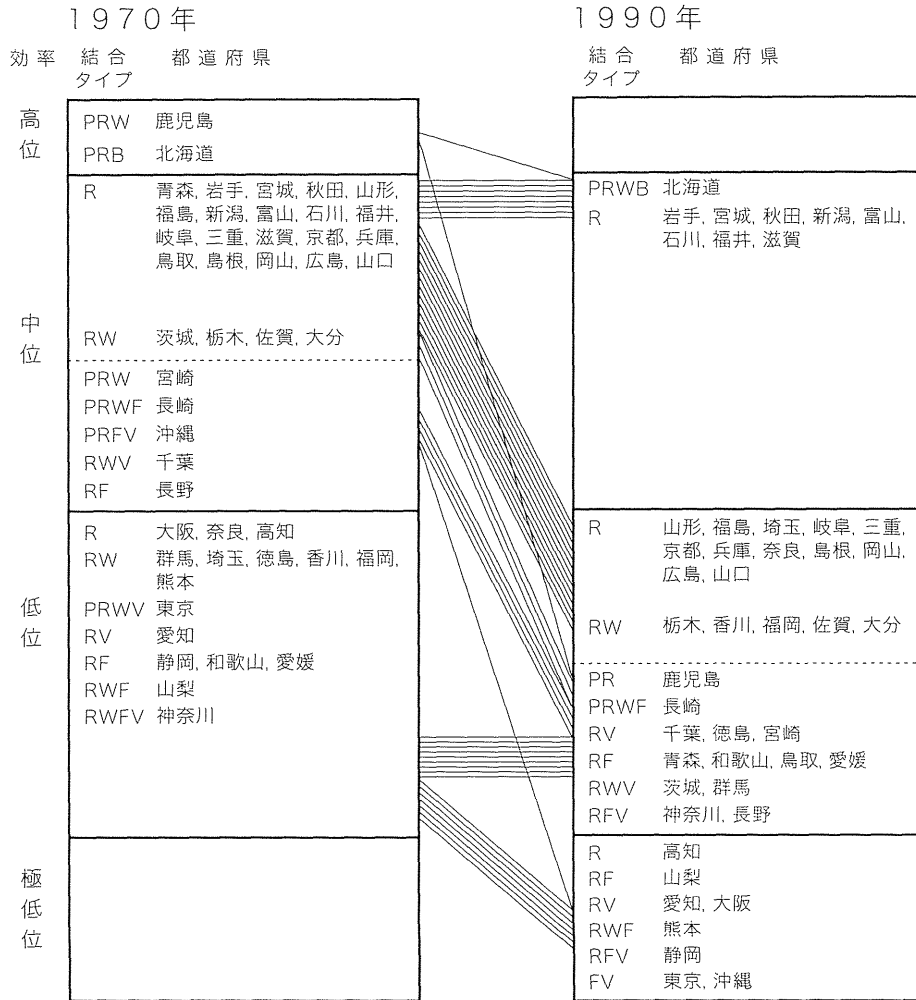 1970年
効率 結合タイプ 都道府県
高位
PRW 鹿児島
PRB 北海道
中位
R 青森, 岩手, 宮城, 秋田, 山形,
福島, 新潟, 富山, 石川, 福井,
岐阜, 三重, 滋賀, 京都, 兵庫,
鳥取, 島根, 岡山, 広島, 山口
RW 茨城, 栃木, 佐賀, 大分
PRW 宮崎
PRWF 長崎
PRFV 沖縄
RWV 千葉
RF 長野
低位
R 大阪, 奈良, 高知
RW 群馬, 埼玉, 徳島, 香川, 福岡,
熊本
PRWV 東京
RV 愛知
RF 静岡, 和歌山, 愛媛
RWF 山梨
RWFV 神奈川
極低位
1990年
結合タイプ 都道府県
PRWB 北海道
R 岩手, 宮城, 秋田, 新潟, 富山,
石川, 福井, 滋賀
R 山形, 福島, 埼玉, 岐阜, 三重,
京都, 兵庫, 奈良, 島根, 岡山,
広島, 山口
RW 栃木, 香川, 福岡, 佐賀, 大分
PR 鹿児島
PRWF 長崎
RV 千葉, 徳島, 宮崎
RF 青森, 和歌山, 鳥取, 愛媛
RWV 茨城, 群馬
RFV 神奈川, 長野
R 高知
RF 山梨
RV 愛知, 大阪
RWF 熊本
RFV 静岡
FV 東京, 沖縄